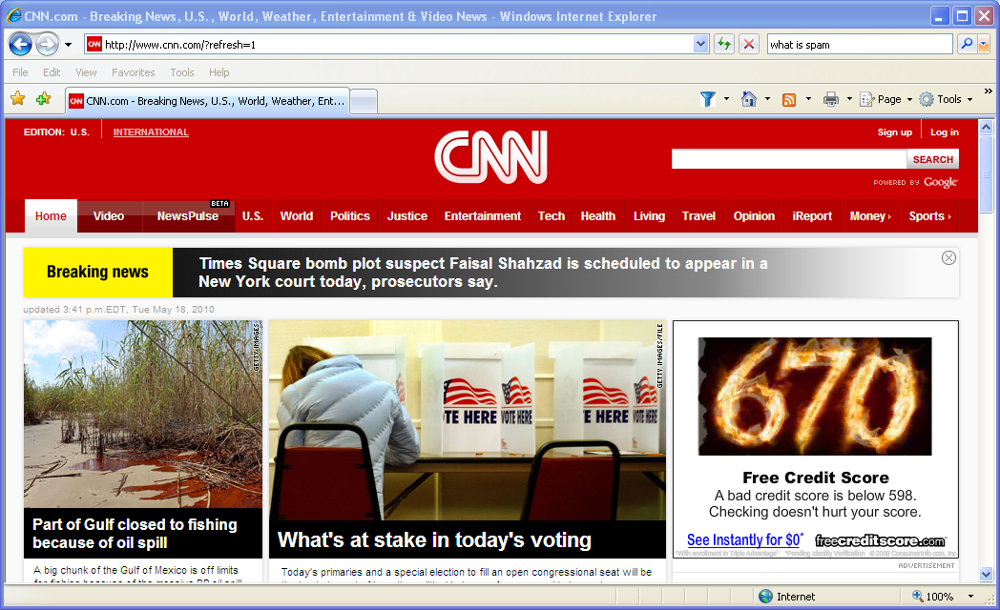 CNN.com - Breaking News, U.S., World, Weather, Entertainment & Video News - Windows Internet Explorer
CNN http://www.cnn.com/?refresh=1
what is spam
File Edit View Favorites Tools Help
CNN CNN.com - Breaking News, U.S., World, Weather, Ent...
Page Tools »
EDITION: U.S. INTERNATIONAL
Sign up Log in
CNN
SEARCH
POWERED BY Google
BETA
Home Video NewsPulse U.S. World Politics Justice Entertainment Tech Health Living Travel Opinion iReport Money › Sports ›
Breaking news
Times Square bomb plot suspect Faisal Shahzad is scheduled to appear in a
New York court today, prosecutors say.
updated 3:41 p.m.EDT, Tue May 18, 2010
GETTY IMAGES
Part of Gulf closed to fishing
because of oil spill
A big chunk of the Gulf of Mexico is off limits
for fishing because of the massive BP oil spill
GETTY IMAGES/FILE
VOTE HERE VOTE HERE
VOTE HERE VOTE HERE
What's at stake in today's voting
Today's primaries and a special election to fill an open congressional seat will be
670
Free Credit Score
A bad credit score is below 598.
Checking doesn't hurt your score.
See Instantly for $0* freecreditscore.com
*With enrollment in Triple Advantage® *Pending Identity Verification © 2009 ConsumerInfo.com, Inc
ADVERTISEMENT
Internet
100%